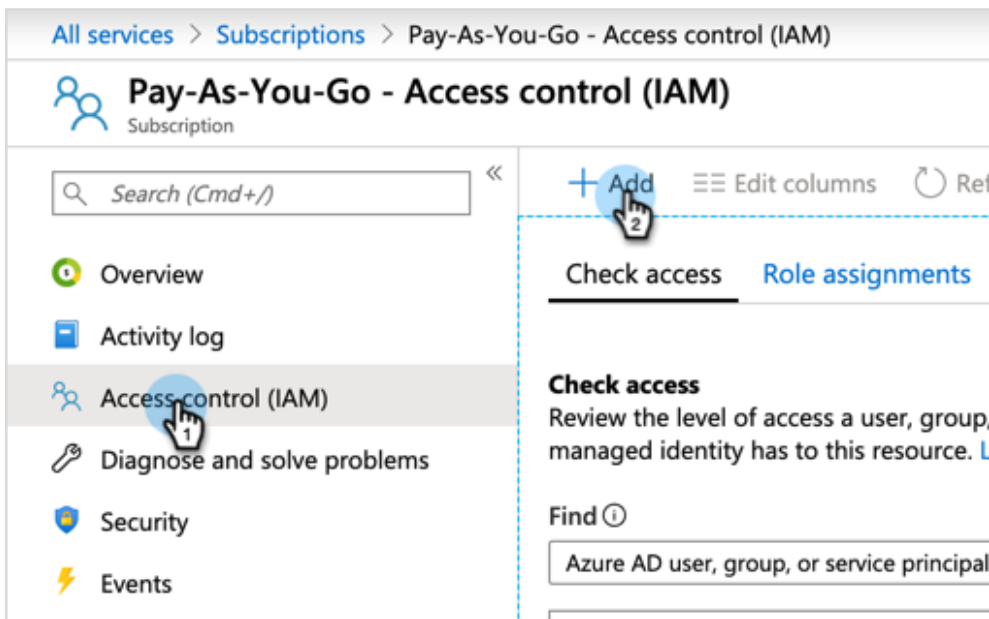 All services > Subscriptions > Pay-As-You-Go - Access control (IAM)
Pay-As-You-Go - Access control (IAM)
Subscription
Search (Cmd+/)
«
+ Add Edit columns Ref
2
Overview
Check access Role assignments
Activity log
Access control (IAM)
1
Check access
Review the level of access a user, group,
managed identity has to this resource. L
Diagnose and solve problems
Security
Find
Azure AD user, group, or service principal
Events